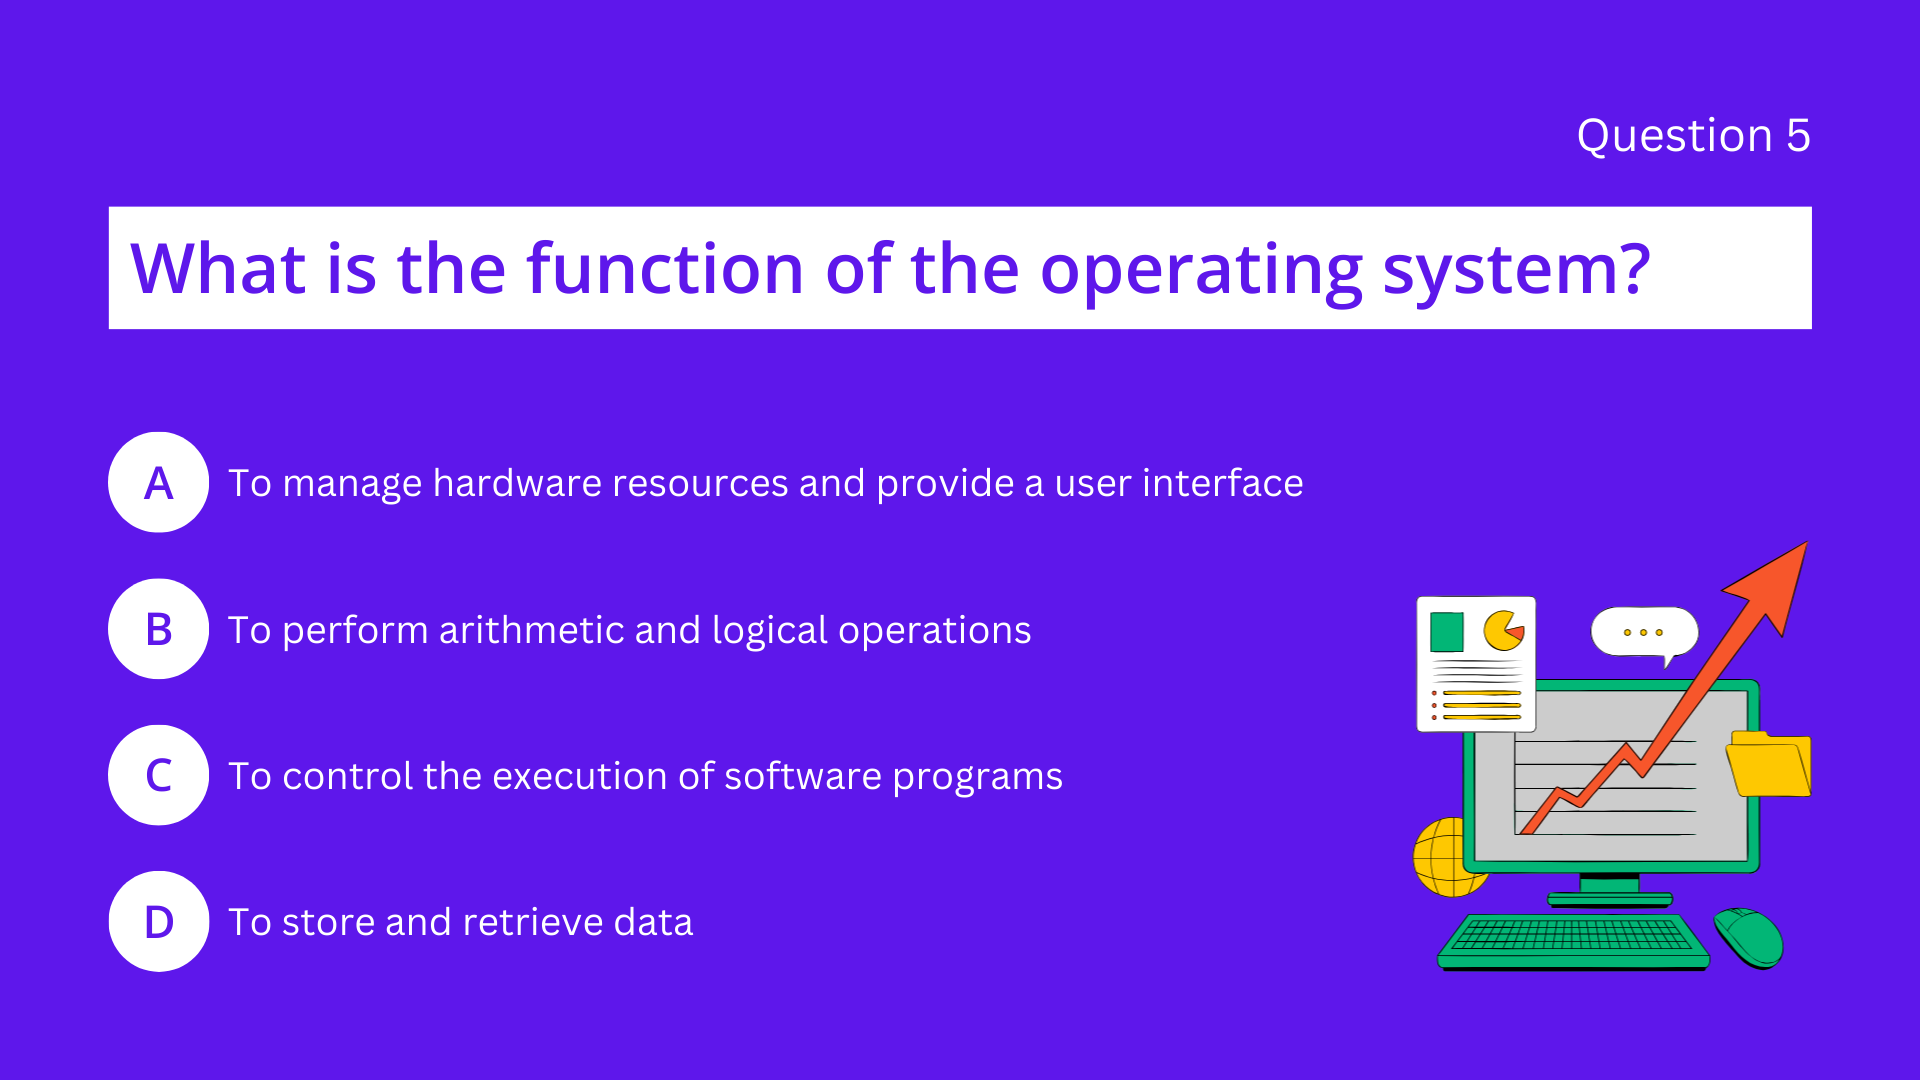 Question 5
What is the function of the operating system?
A To manage hardware resources and provide a user interface
B To perform arithmetic and logical operations
C To control the execution of software programs
D To store and retrieve data